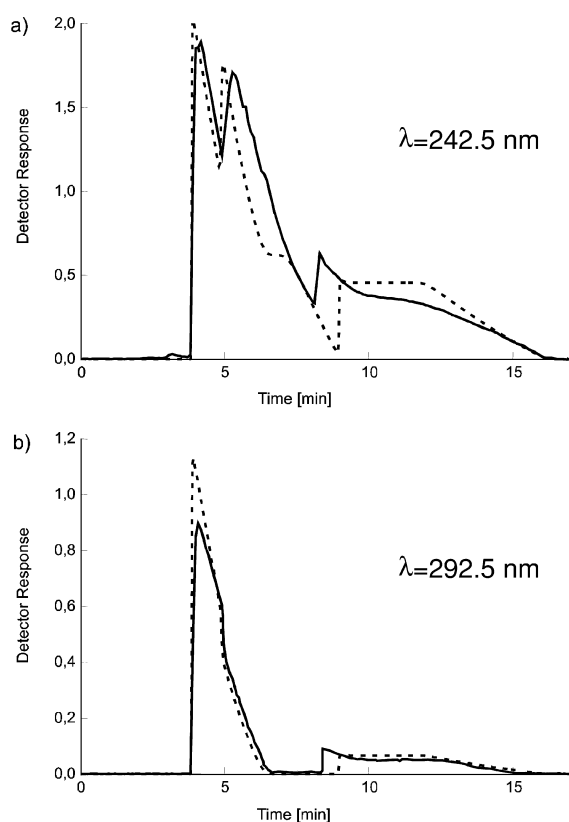 a)
2,0
1,5
1,0
0,5
0,0
Detector Response
λ=242.5 nm
0 5 10 15
Time [min]
b)
1,2
1,0
0,8
0,6
0,4
0,2
0,0
Detector Response
λ=292.5 nm
0 5 10 15
Time [min]